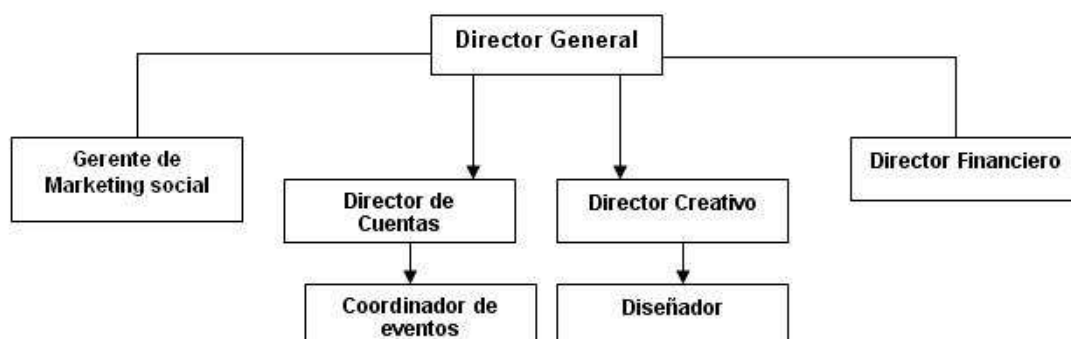 Director General
Gerente de
Marketing social
Director Financiero
Director de
Cuentas
Director Creativo
Coordinador de
eventos
Diseñador